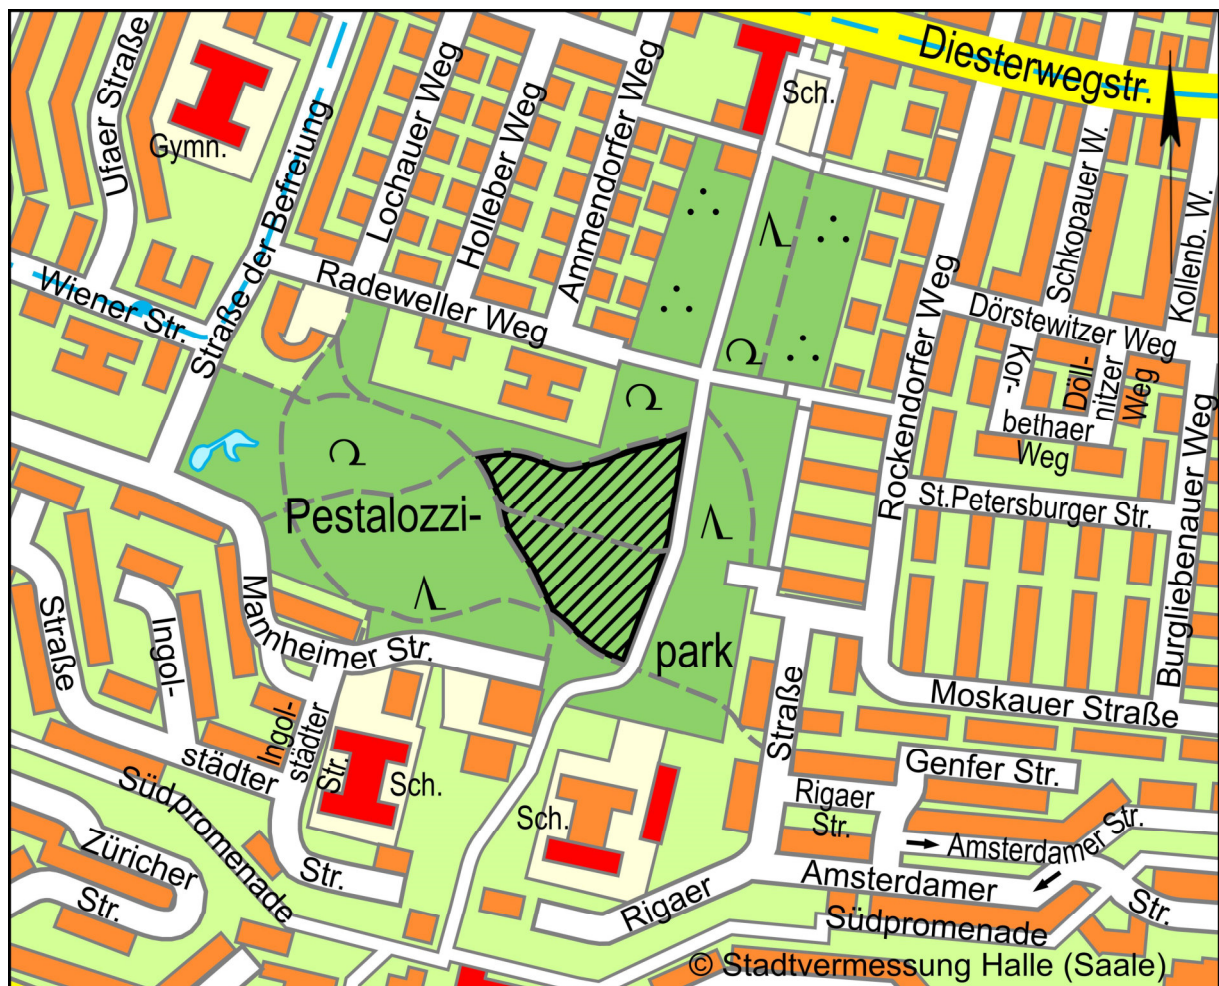 Diesterwegstr.
Ufaer Straße
Gymn.
Straße der Befreiung
Lochauer Weg
Holleber Weg
Ammendorfer Weg
Sch.
Schkopauer W.
Kollenb. W.
Wiener Str.
Radeweller Weg
Rockendorfer Weg
Dörstewitzer Weg
Kor-
bethaer
Weg
Döll-
nitzer
Weg
Burgliebenauer Weg
St.Petersburger Str.
Pestalozzi-
park
Mannheimer Str.
Straße
Ingol-
städter
Str.
Ingol-
städter
Str.
Sch.
Sch.
Straße
Moskauer Straße
Genfer Str.
Rigaer
Str.
Amsterdamer Str.
Amsterdamer
Str.
Rigaer
Südpromenade
Südpromenade
Züricher
Str.
© Stadtvermessung Halle (Saale)